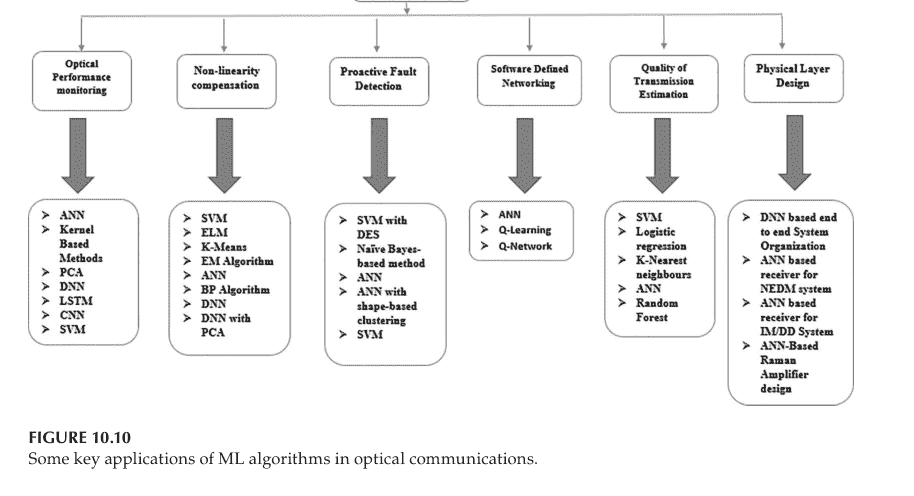 Optical
Performance
monitoring
Non-linearity
compensation
Proactive Fault
Detection
Software Defined
Networking
Quality of
Transmission
Estimation
Physical Layer
Design
➤ ANN
➤ Kernel
Based
Methods
➤ PCA
➤ DNN
➤ LSTM
➤ CNN
➤ SVM
➤ SVM
➤ ELM
➤ K-Means
➤ EM Algorithm
➤ ANN
➤ BP Algorithm
➤ DNN
➤ DNN with
PCA
➤ SVM with
DES
➤ Naïve Bayes-
based method
➤ ANN
➤ ANN with
shape-based
clustering
➤ SVM
➤ ANN
➤ Q-Learning
➤ Q-Network
➤ SVM
➤ Logistic
regression
➤ K-Nearest
neighbours
➤ ANN
➤ Random
Forest
➤ DNN based end
to end System
Organization
➤ ANN based
receiver for
NEDM system
➤ ANN based
receiver for
IM/DD System
➤ ANN-Based
Raman
Amplifier
design
FIGURE 10.10
Some key applications of ML algorithms in optical communications.